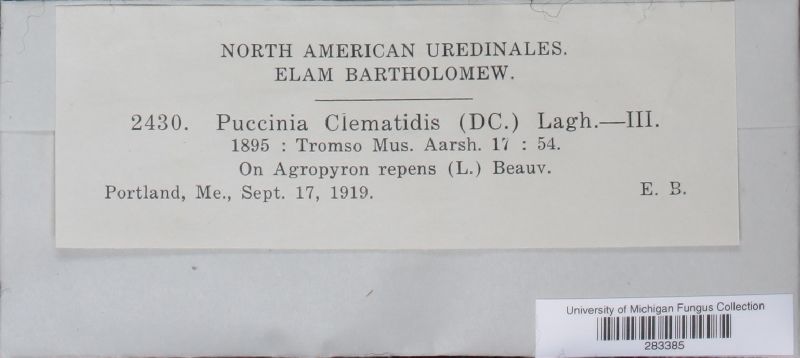 NORTH AMERICAN UREDINALES.
ELAM BARTHOLOMEW.
2430. Puccinia Clematidis (DC.) Lagh.—III.
1895 : Tromso Mus. Aarsh. 17 : 54.
On Agropyron repens (L.) Beauv.
Portland, Me., Sept. 17, 1919. E. B.
University of Michigan Fungus Collection
283385